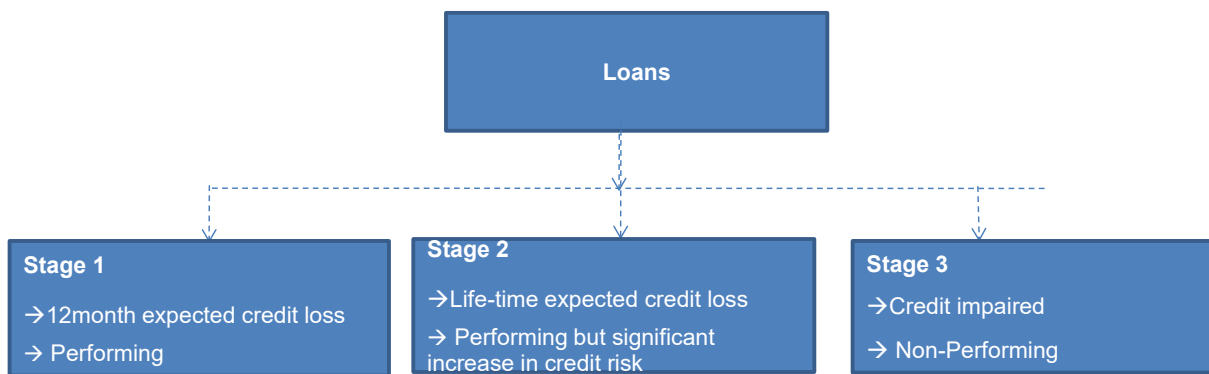 Loans
Stage 1
→12month expected credit loss
→ Performing
Stage 2
→Life-time expected credit loss
→ Performing but significant
increase in credit risk
Stage 3
→Credit impaired
→ Non-Performing